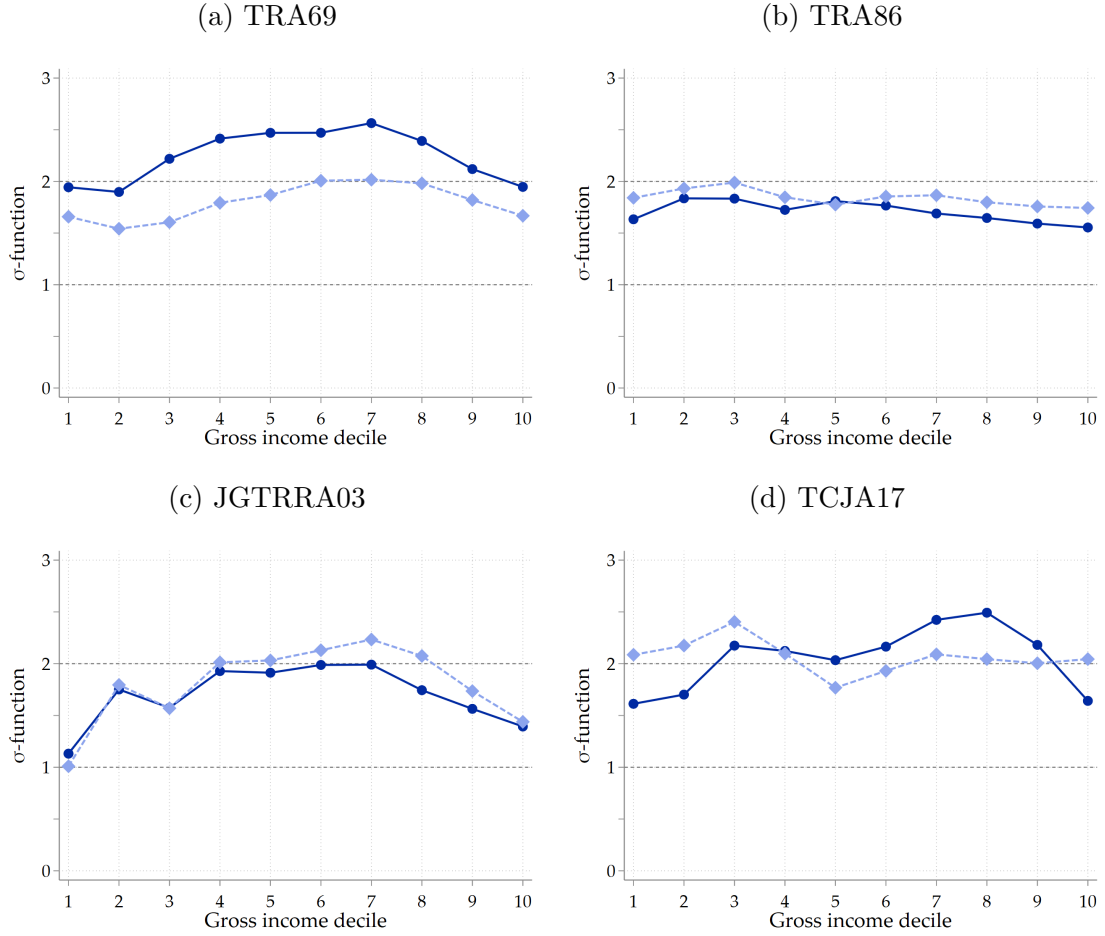 (a) TRA69
3
2
1
0
σ-function
1 2 3 4 5 6 7 8 9 10
Gross income decile
(b) TRA86
3
2
1
0
σ-function
1 2 3 4 5 6 7 8 9 10
Gross income decile
(c) JGTRRA03
3
2
1
0
σ-function
1 2 3 4 5 6 7 8 9 10
Gross income decile
(d) TCJA17
3
2
1
0
σ-function
1 2 3 4 5 6 7 8 9 10
Gross income decile